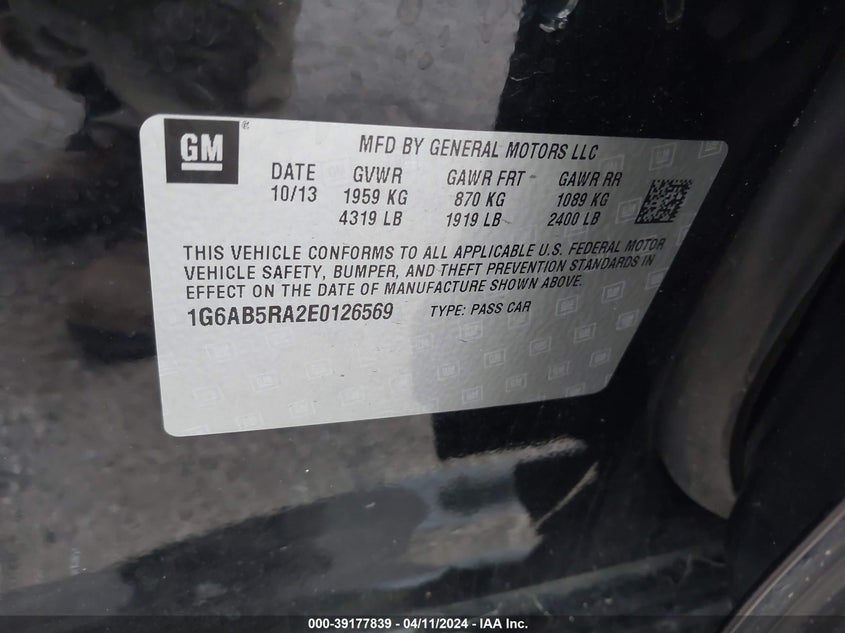 GM®
MFD BY GENERAL MOTORS LLC
DATE GVWR GAWR FRT GAWR RR
10/13 1959 KG 870 KG 1089 KG
4319 LB 1919 LB 2400 LB
THIS VEHICLE CONFORMS TO ALL APPLICABLE U.S. FEDERAL MOTOR
VEHICLE SAFETY, BUMPER, AND THEFT PREVENTION STANDARDS IN
EFFECT ON THE DATE OF MANUFACTURE SHOWN ABOVE.
1G6AB5RA2E0126569 TYPE: PASS CAR
000-39177839 - 04/11/2024 - IAA Inc.